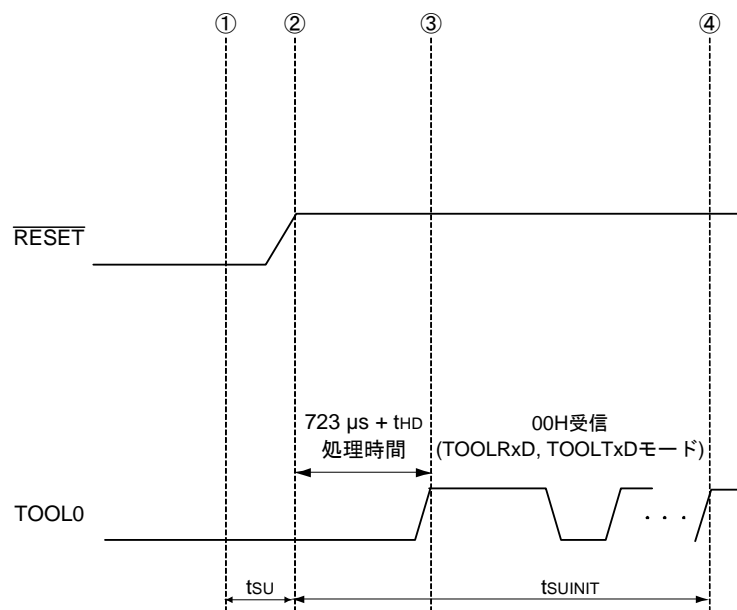 ① ② ③ ④
RESET
723 µs + tHD
処理時間
00H受信
(TOOLRxD, TOOLTxDモード)
TOOL0
· · ·
tSU
tSUINIT